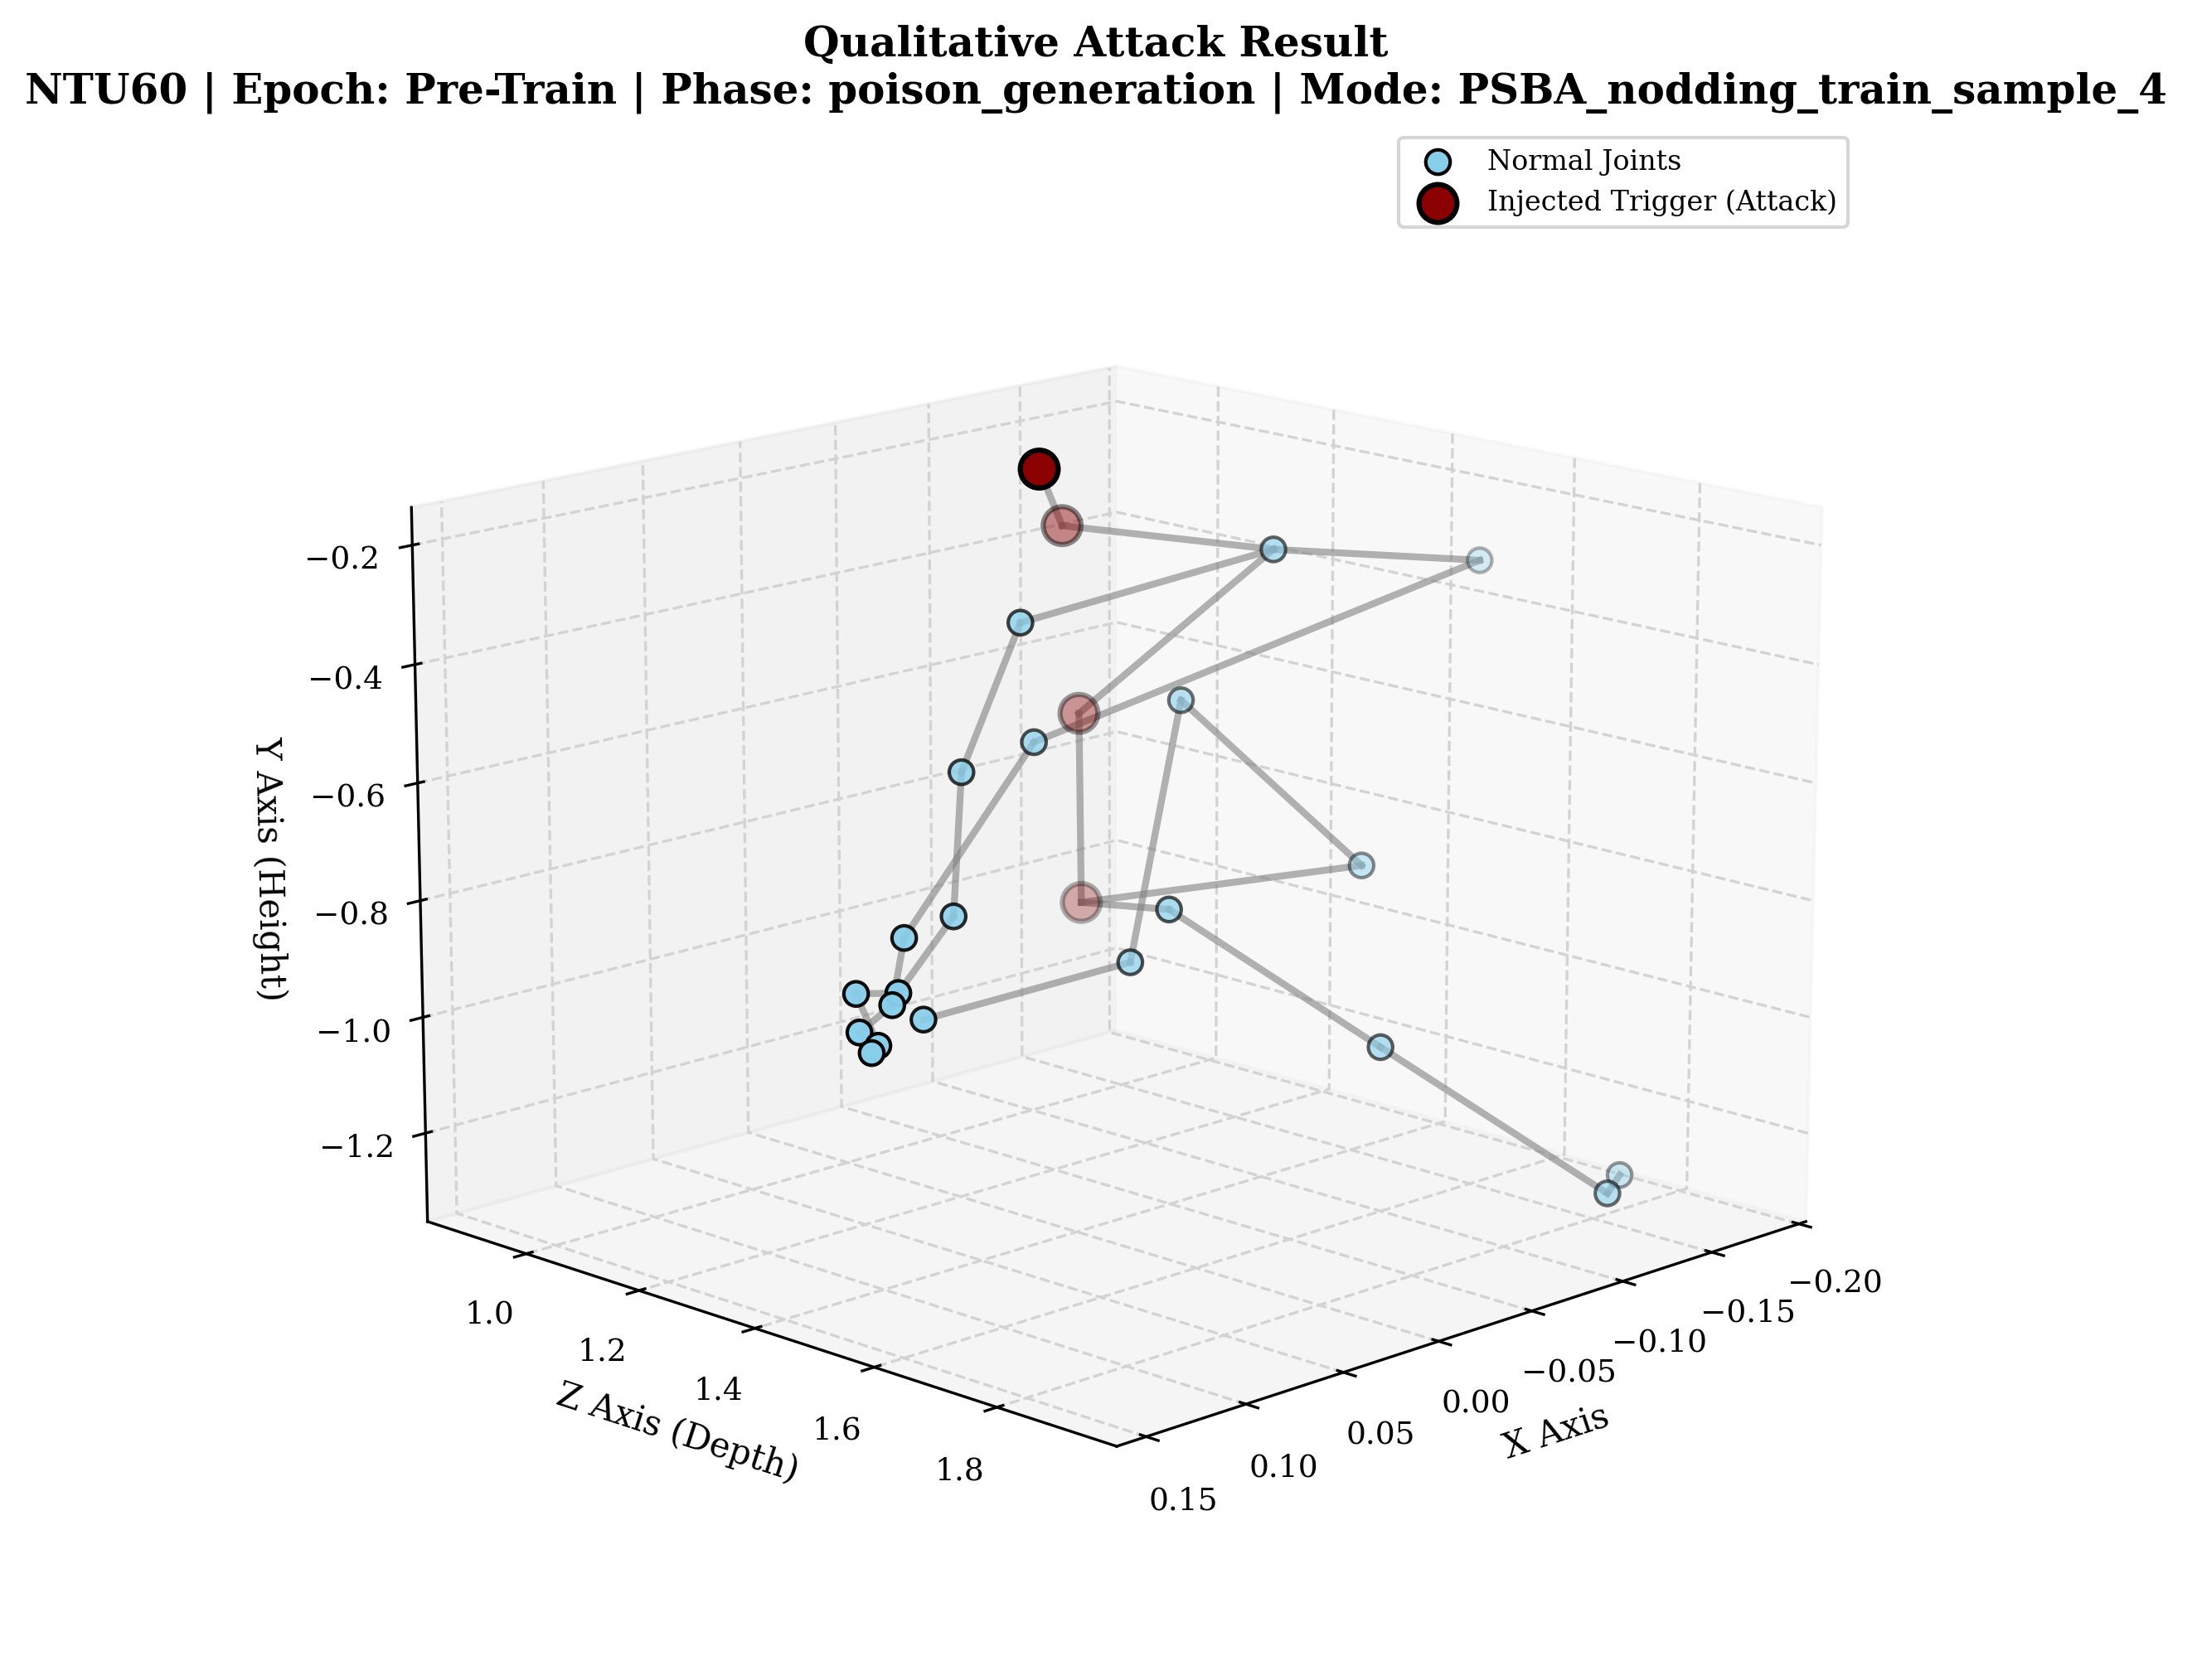 Qualitative Attack Result
NTU60 | Epoch: Pre-Train | Phase: poison_generation | Mode: PSBA_nodding_train_sample_4
Normal Joints
Injected Trigger (Attack)
−0.2
−0.4
−0.6
−0.8
−1.0
−1.2
Y Axis (Height)
1.0
1.2
1.4
1.6
1.8
Z Axis (Depth)
0.15
0.10
0.05
0.00
−0.05
−0.10
−0.15
−0.20
X Axis